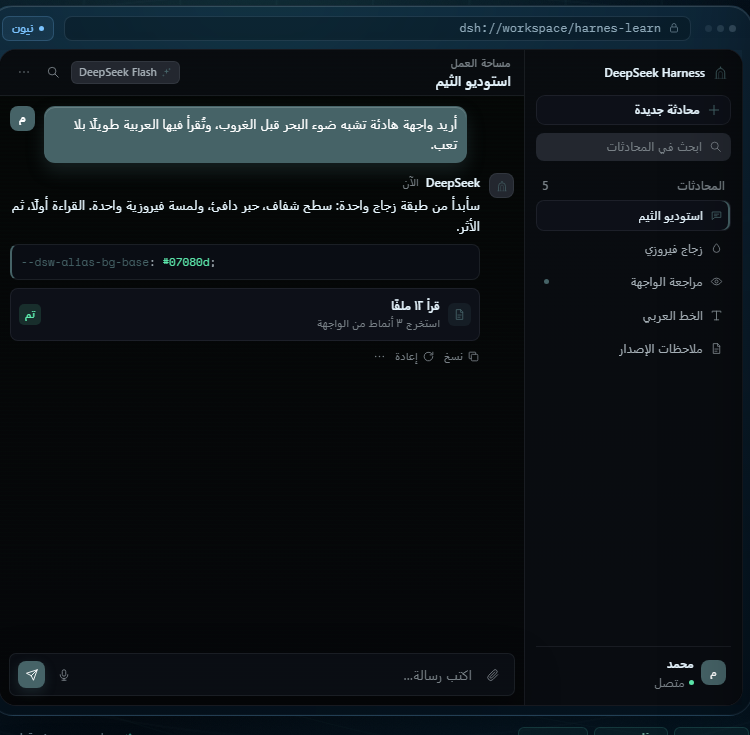 نيون
dsh://workspace/harnes-learn
DeepSeek Harness
محادثة جديدة
ابحث في المحادثات
المحادثات 5
استوديو الثيم
زجاج فيروزي
مراجعة الواجهة
الخط العربي
ملاحظات الإصدار
محمد
م
متصل
مساحة العمل
استوديو الثيم
DeepSeek Flash
م
أريد واجهة هادئة تشبه ضوء البحر قبل الغروب، وتُقرأ فيها العربية طويلًا بلا
تعب.
DeepSeek الآن
سأبدأ من طبقة زجاج واحدة: سطح شفاف، حبر دافئ، ولمسة فيروزية واحدة. القراءة أولًا، ثم
الأثر.
--dsw-alias-bg-base: #07080d;
قرأ ١٢ ملفًا
استخرج ٣ أنماط من الواجهة
تم
نسخ إعادة
اكتب رسالة...